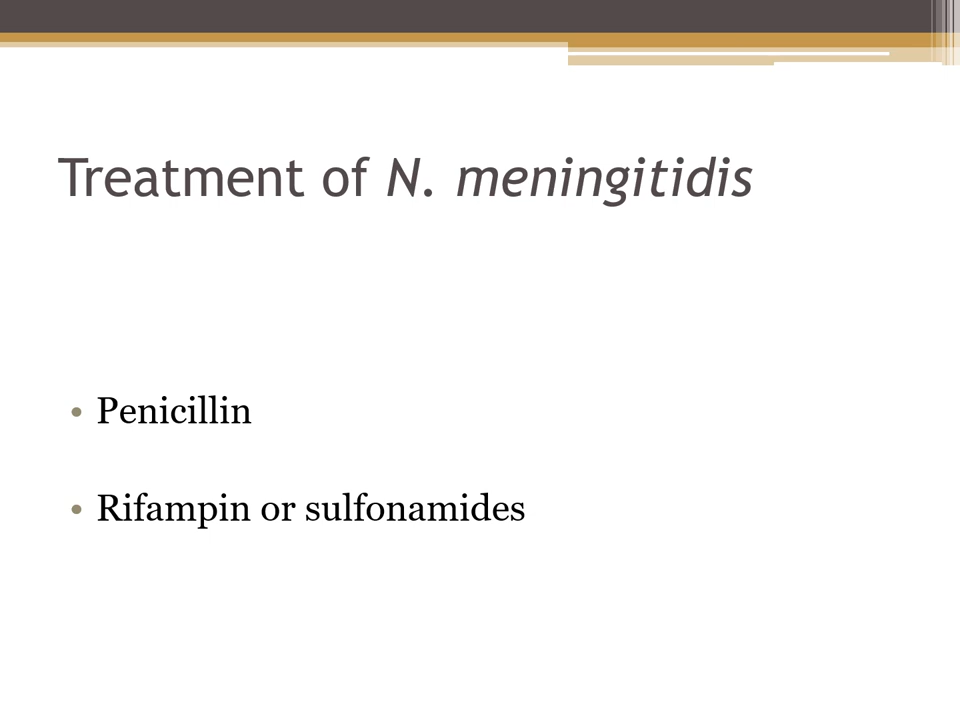 Treatment of N. meningitidis
• Penicillin
• Rifampin or sulfonamides